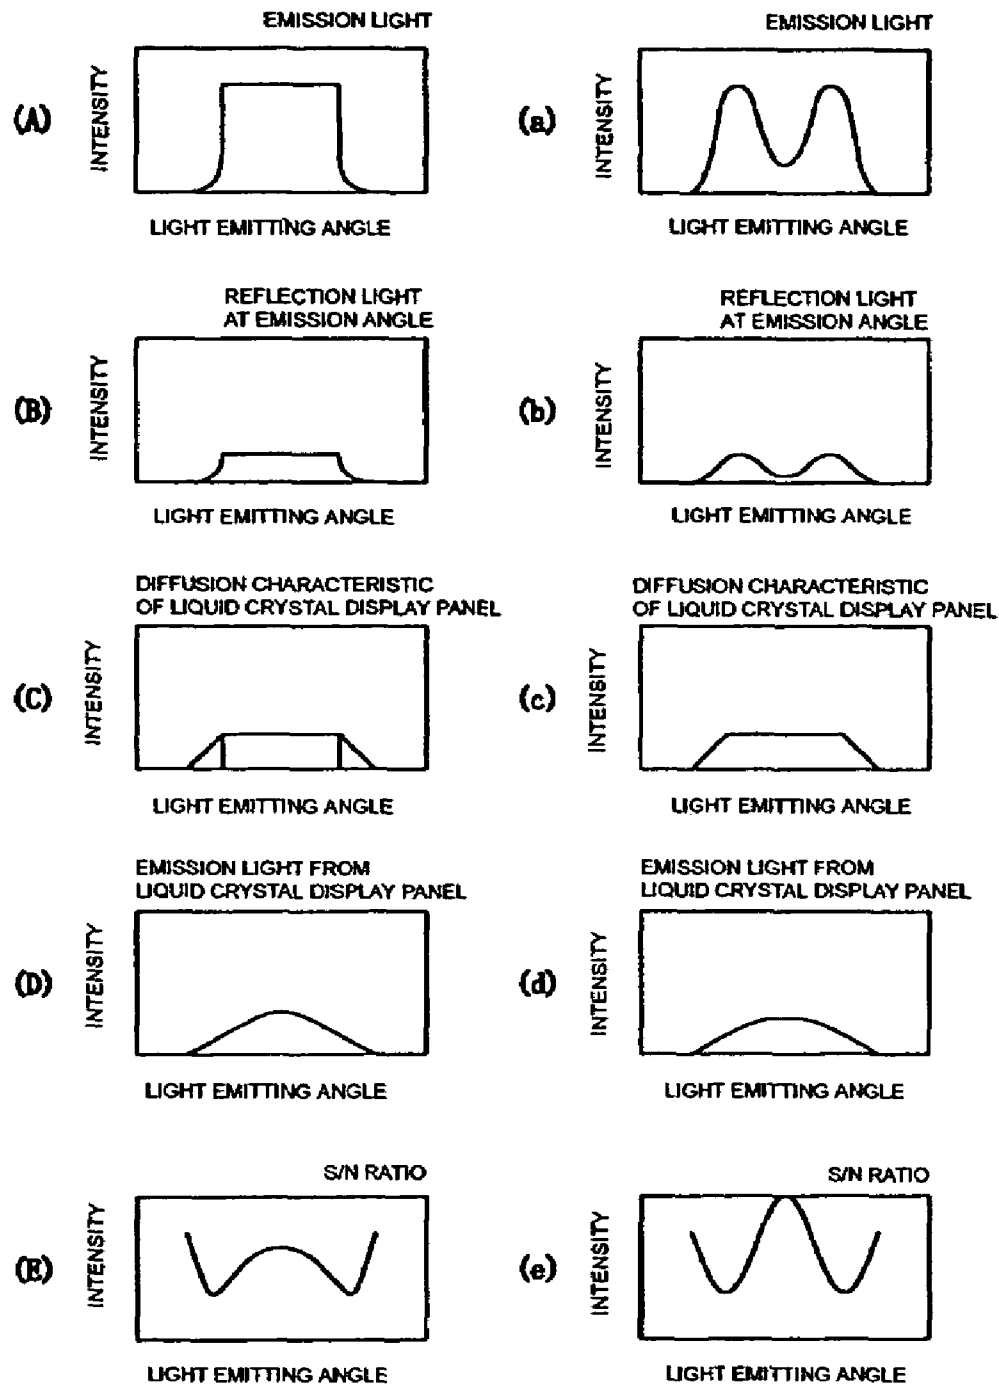 EMISSION LIGHT
(A)
INTENSITY
LIGHT EMITTING ANGLE
EMISSION LIGHT
(a)
INTENSITY
LIGHT EMITTING ANGLE
REFLECTION LIGHT
AT EMISSION ANGLE
(B)
INTENSITY
LIGHT EMITTING ANGLE
REFLECTION LIGHT
AT EMISSION ANGLE
(b)
INTENSITY
LIGHT EMITTING ANGLE
DIFFUSION CHARACTERISTIC
OF LIQUID CRYSTAL DISPLAY PANEL
(C)
INTENSITY
LIGHT EMITTING ANGLE
DIFFUSION CHARACTERISTIC
OF LIQUID CRYSTAL DISPLAY PANEL
(c)
INTENSITY
LIGHT EMITTING ANGLE
EMISSION LIGHT FROM
LIQUID CRYSTAL DISPLAY PANEL
(D)
INTENSITY
LIGHT EMITTING ANGLE
EMISSION LIGHT FROM
LIQUID CRYSTAL DISPLAY PANEL
(d)
INTENSITY
LIGHT EMITTING ANGLE
S/N RATIO
(E)
INTENSITY
LIGHT EMITTING ANGLE
S/N RATIO
(e)
INTENSITY
LIGHT EMITTING ANGLE